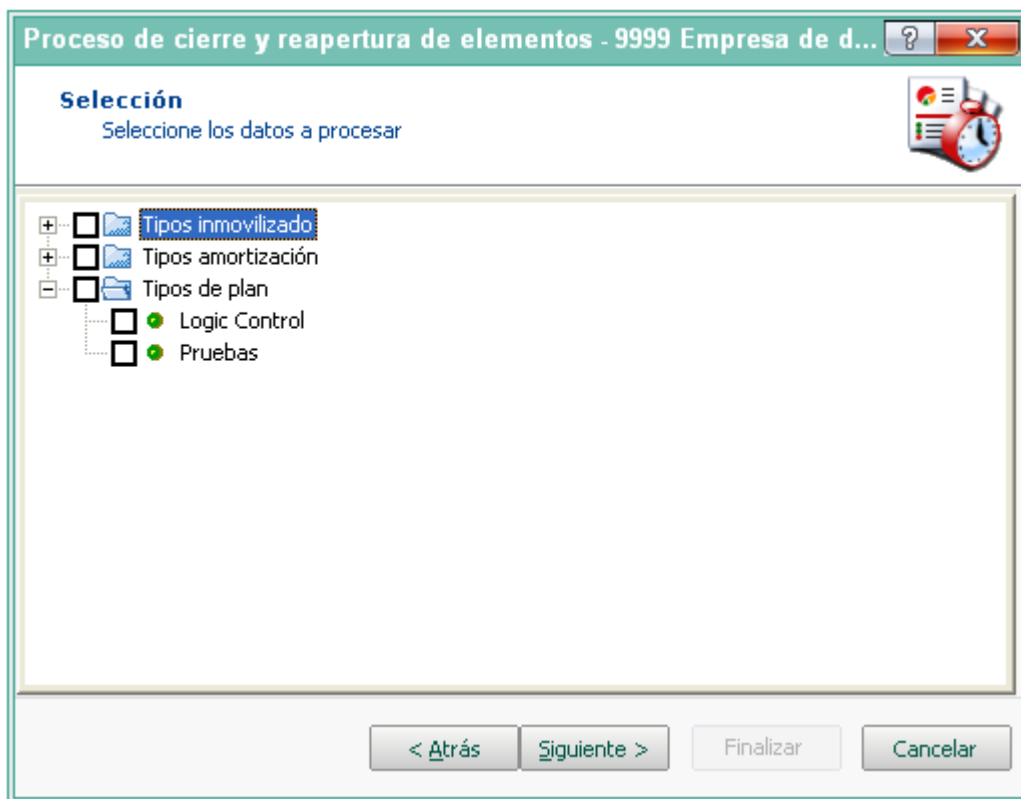 Proceso de cierre y reapertura de elementos - 9999 Empresa de d...
Selección
Seleccione los datos a procesar
Tipos inmovilizado
Tipos amortización
Tipos de plan
Logic Control
Pruebas
< Atrás Siguiente > Finalizar Cancelar